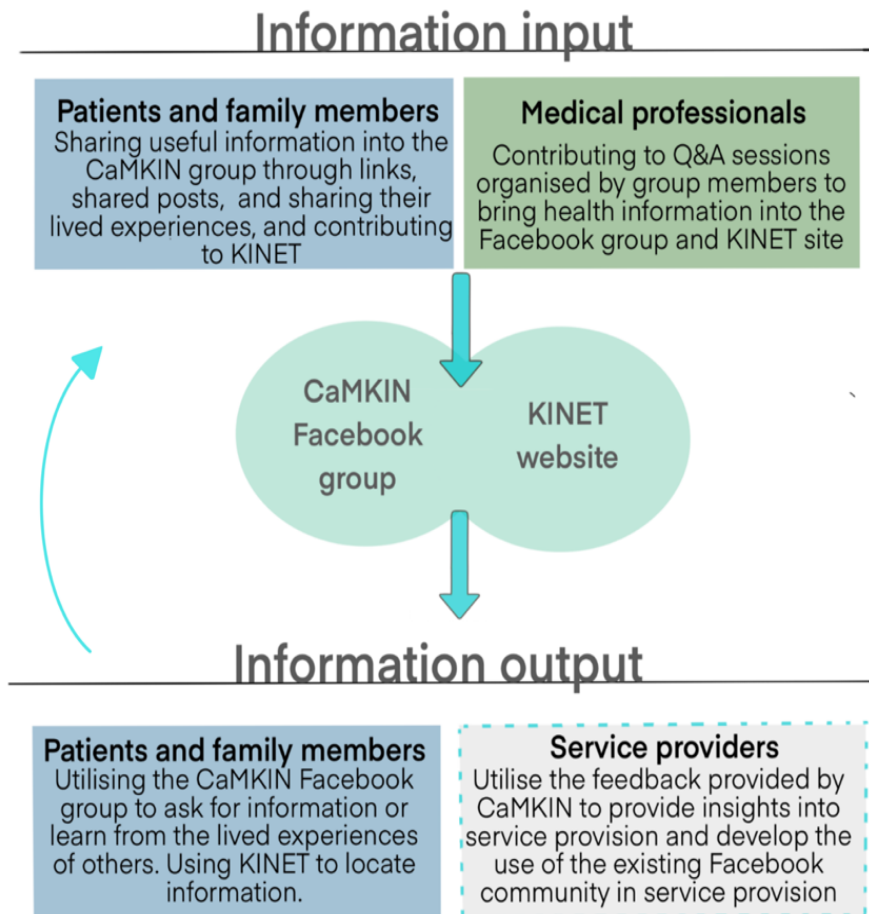 Information input
Patients and family members
Sharing useful information into the
CaMKIN group through links,
shared posts, and sharing their
lived experiences, and contributing
to KINET
Medical professionals
Contributing to Q&A sessions
organised by group members to
bring health information into the
Facebook group and KINET site
CaMKIN
Facebook
group
KINET
website
Information output
Patients and family members
Utilising the CaMKIN Facebook
group to ask for information or
learn from the lived experiences
of others. Using KINET to locate
information.
Service providers
Utilise the feedback provided by
CaMKIN to provide insights into
service provision and develop the
use of the existing Facebook
community in service provision